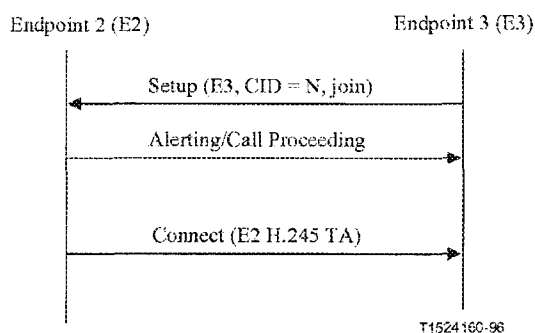 Endpoint 2 (E2)
Endpoint 3 (E3)
Setup (E3, CID = N, join)
Alerting/Call Proceeding
Connect (E2 H.245 TA)
T1524160-96